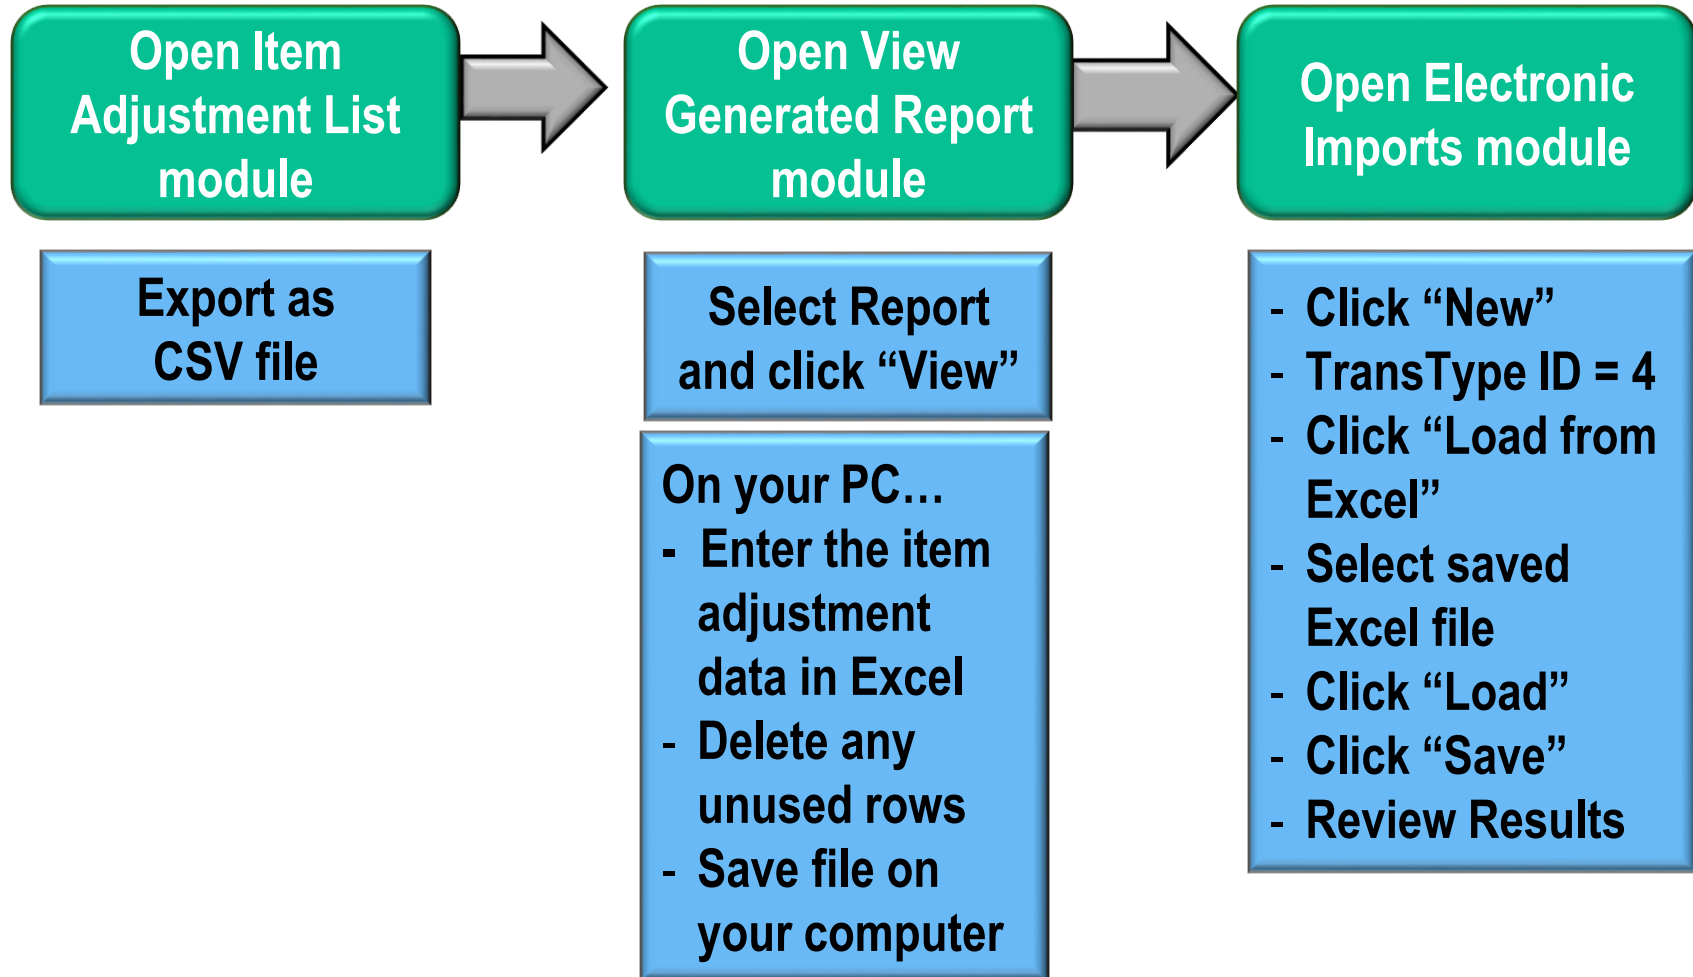 Open Item
Adjustment List
module
Export as
CSV file
Open View
Generated Report
module
Select Report
and click “View”
On your PC…
- Enter the item
adjustment
data in Excel
- Delete any
unused rows
- Save file on
your computer
Open Electronic
Imports module
- Click “New”
- TransType ID = 4
- Click “Load from
Excel”
- Select saved
Excel file
- Click “Load”
- Click “Save”
- Review Results